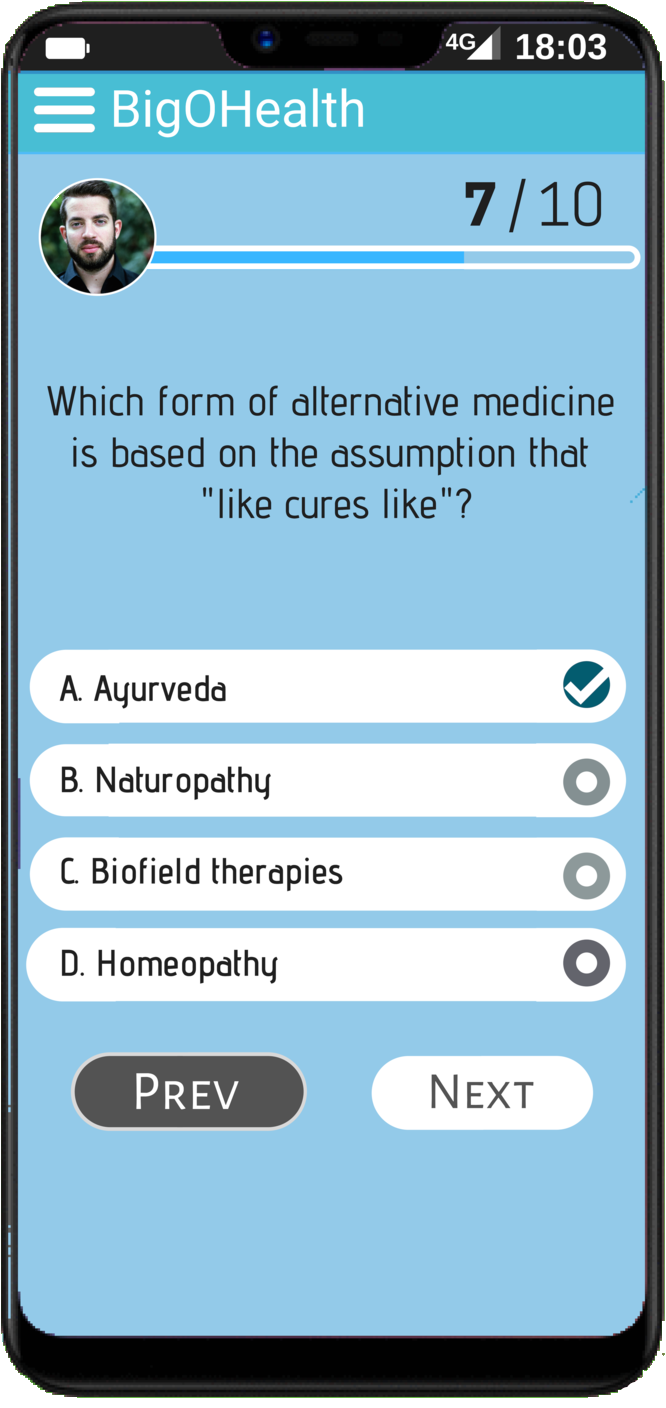 4G 18:03
BigOHealth
7/10
Which form of alternative medicine
is based on the assumption that
"like cures like"?
A. Ayurveda
B. Naturopathy
C. Biofield therapies
D. Homeopathy
PREV NEXT